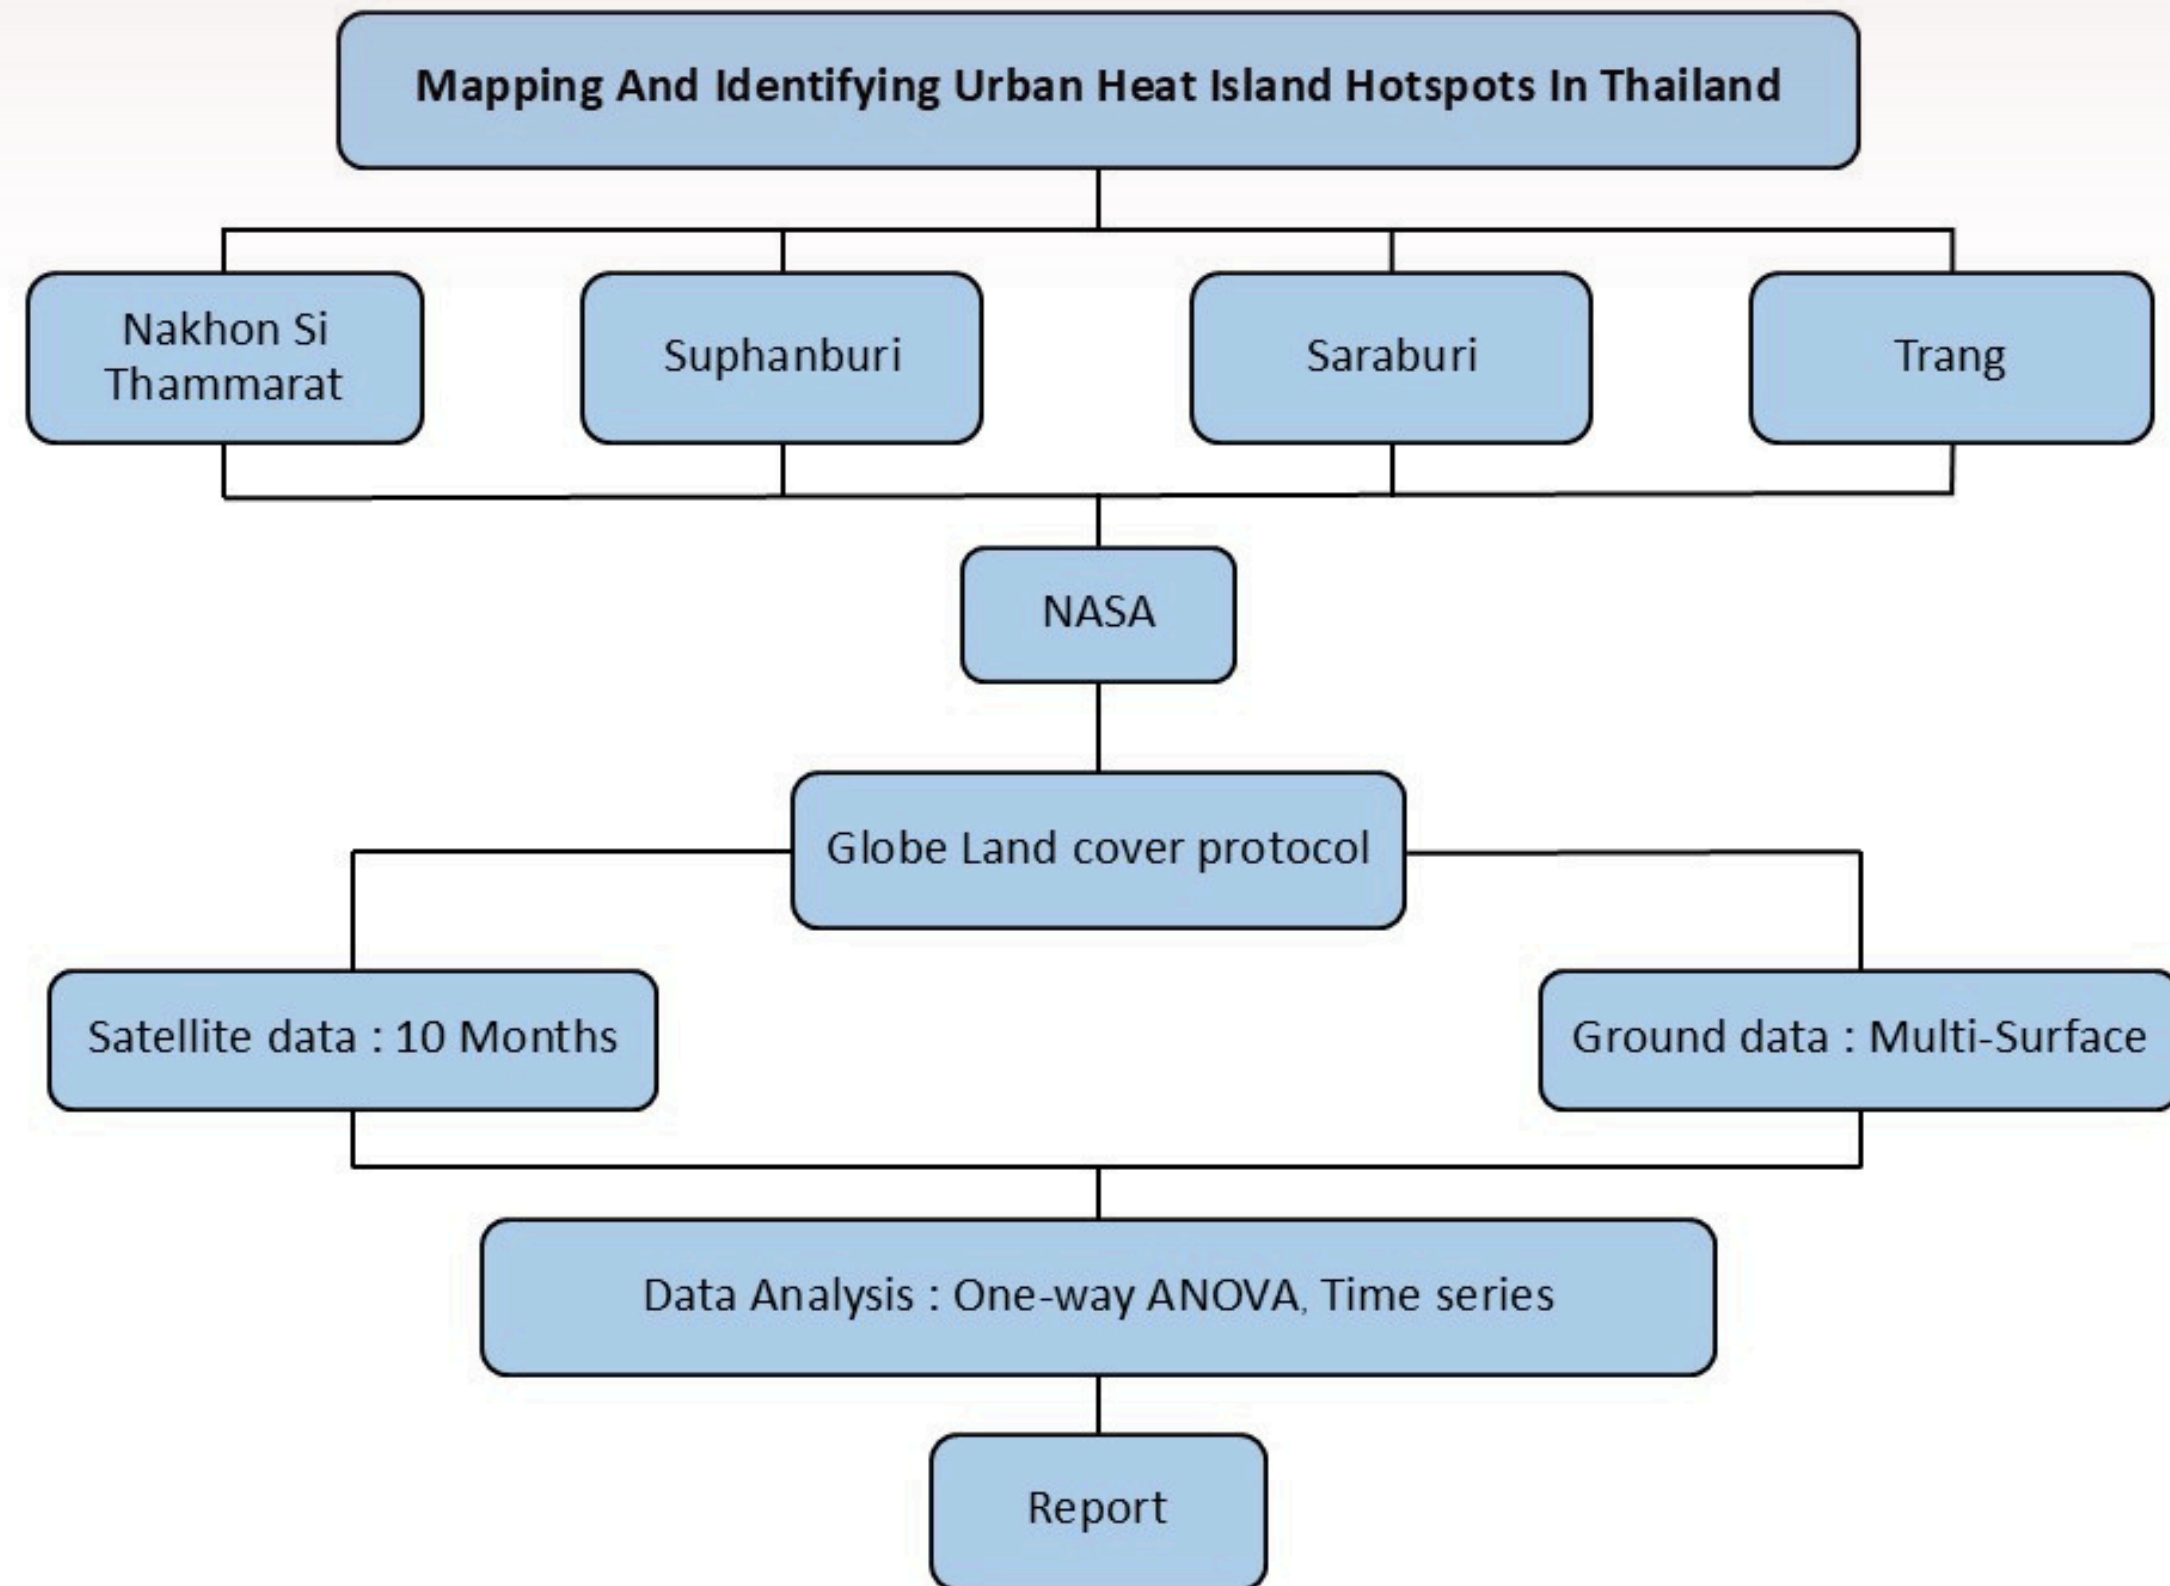 Mapping And Identifying Urban Heat Island Hotspots In Thailand
Nakhon Si
Thammarat
Suphanburi
Saraburi
Trang
NASA
Globe Land cover protocol
Satellite data : 10 Months
Ground data : Multi-Surface
Data Analysis : One-way ANOVA, Time series
Report